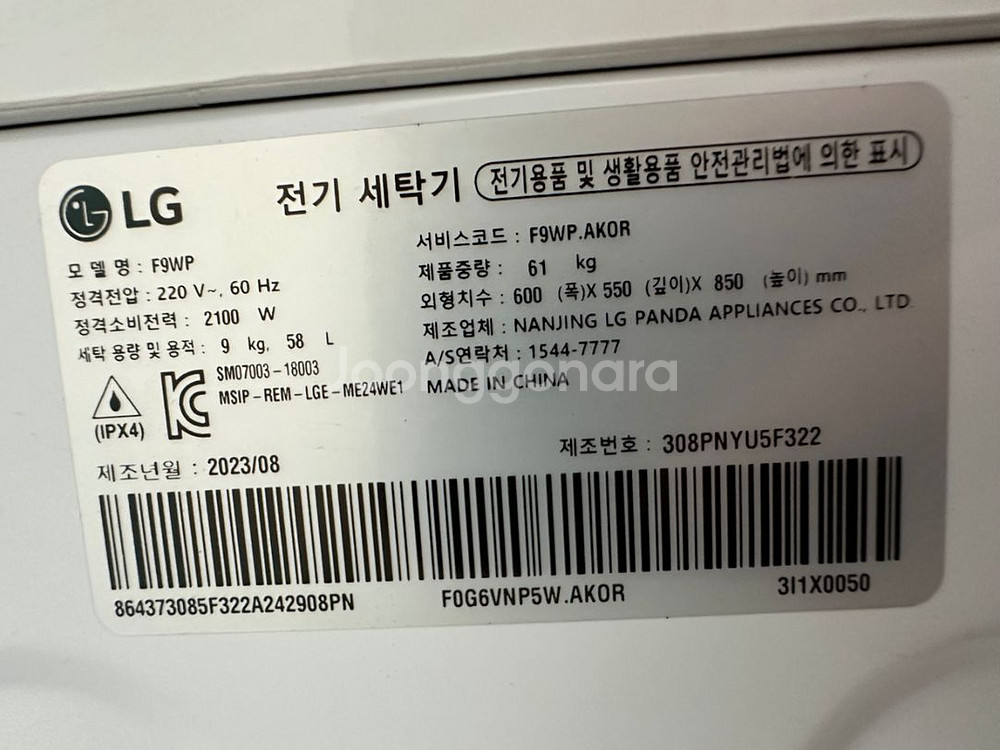 LG 전기 세탁기 전기용품 및 생활용품 안전관리법에 의한 표시
모 델 명 : F9WP
정격전압 : 220 V~, 60 Hz
정격소비전력 : 2100 W
세탁 용량 및 용적 : 9 kg, 58 L
서비스코드 : F9WP.AKOR
제품중량 : 61 kg
외형치수 : 600 (폭)X 550 (깊이)X 850 (높이) mm
제조업체 : NANJING LG PANDA APPLIANCES CO., LTD.
A/S연락처 : 1544-7777
MADE IN CHINA
SM07003-18003
MSIP-REM-LGE-ME24WE1
(IPX4)
Joonggonara
제조년월 : 2023/08
제조번호 : 308PNYU5F322
864373085F322A242908PN
F0G6VNP5W.AKOR
3I1X0050